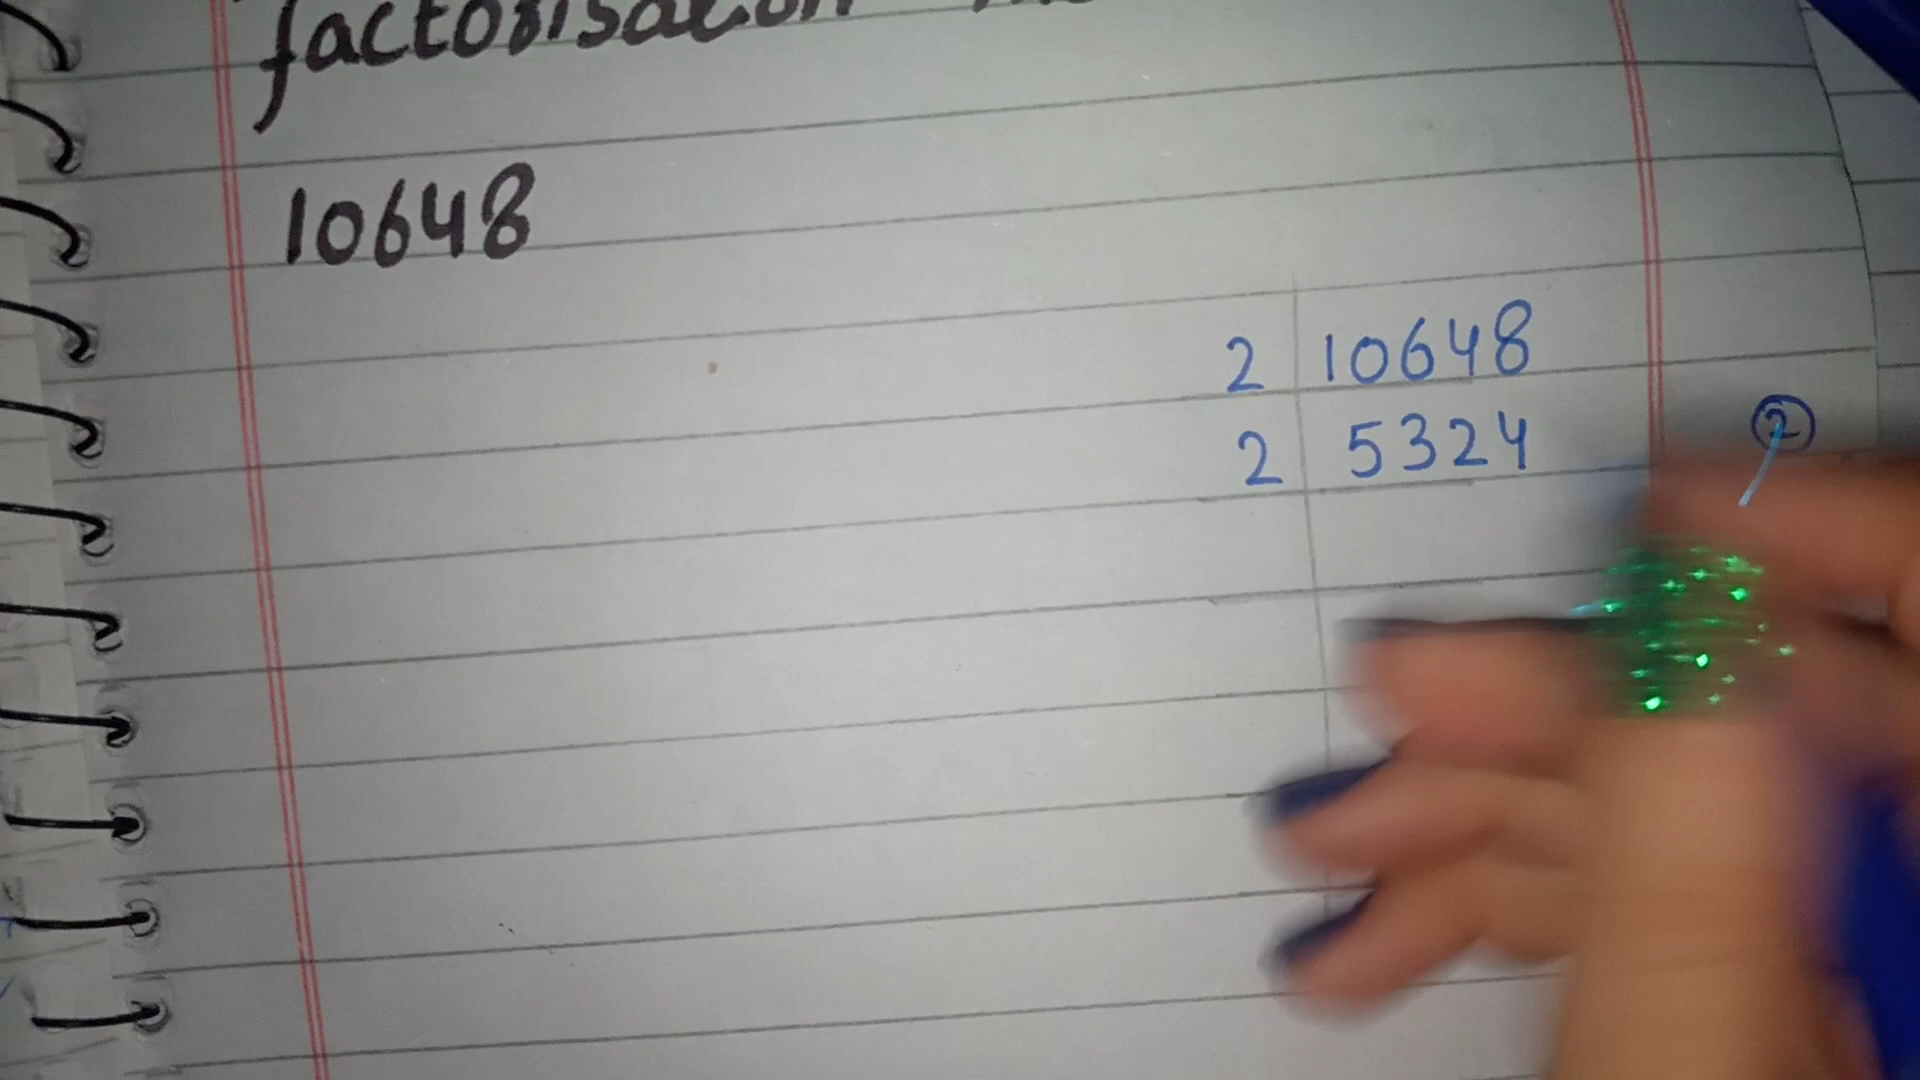 factorisation
10648
2 10648
2 5324
2